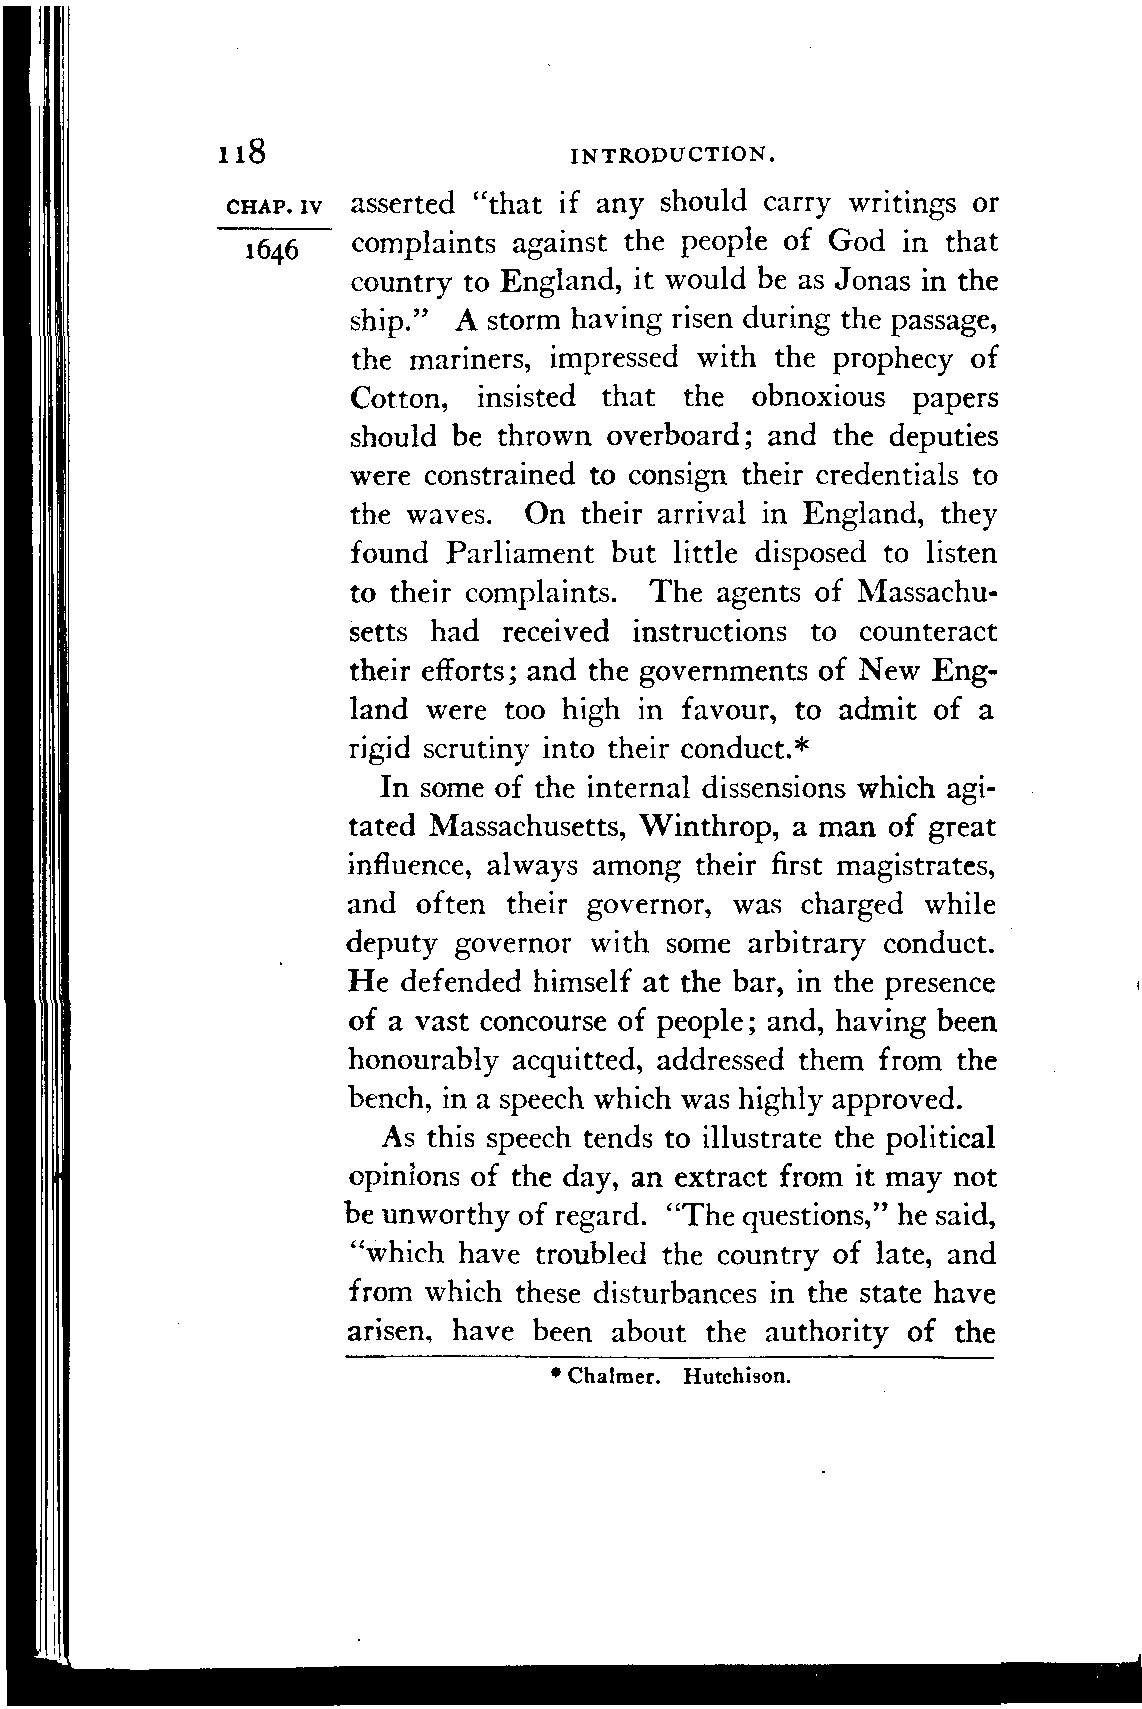 118 INTRODUCTION.
CHAP. IV asserted "that if any should carry writings or
1646 complaints against the people of God in that
country to England, it would be as Jonas in the
ship." A storm having risen during the passage,
the mariners, impressed with the prophecy of
Cotton, insisted that the obnoxious papers
should be thrown overboard; and the deputies
were constrained to consign their credentials to
the waves. On their arrival in England, they
found Parliament but little disposed to listen
to their complaints. The agents of Massachu-
setts had received instructions to counteract
their efforts; and the governments of New Eng-
land were too high in favour, to admit of a
rigid scrutiny into their conduct.*
In some of the internal dissensions which agi-
tated Massachusetts, Winthrop, a man of great
influence, always among their first magistrates,
and often their governor, was charged while
deputy governor with some arbitrary conduct.
He defended himself at the bar, in the presence
of a vast concourse of people; and, having been
honourably acquitted, addressed them from the
bench, in a speech which was highly approved.
As this speech tends to illustrate the political
opinions of the day, an extract from it may not
be unworthy of regard. "The questions," he said,
"which have troubled the country of late, and
from which these disturbances in the state have
arisen, have been about the authority of the
* Chalmer. Hutchison.